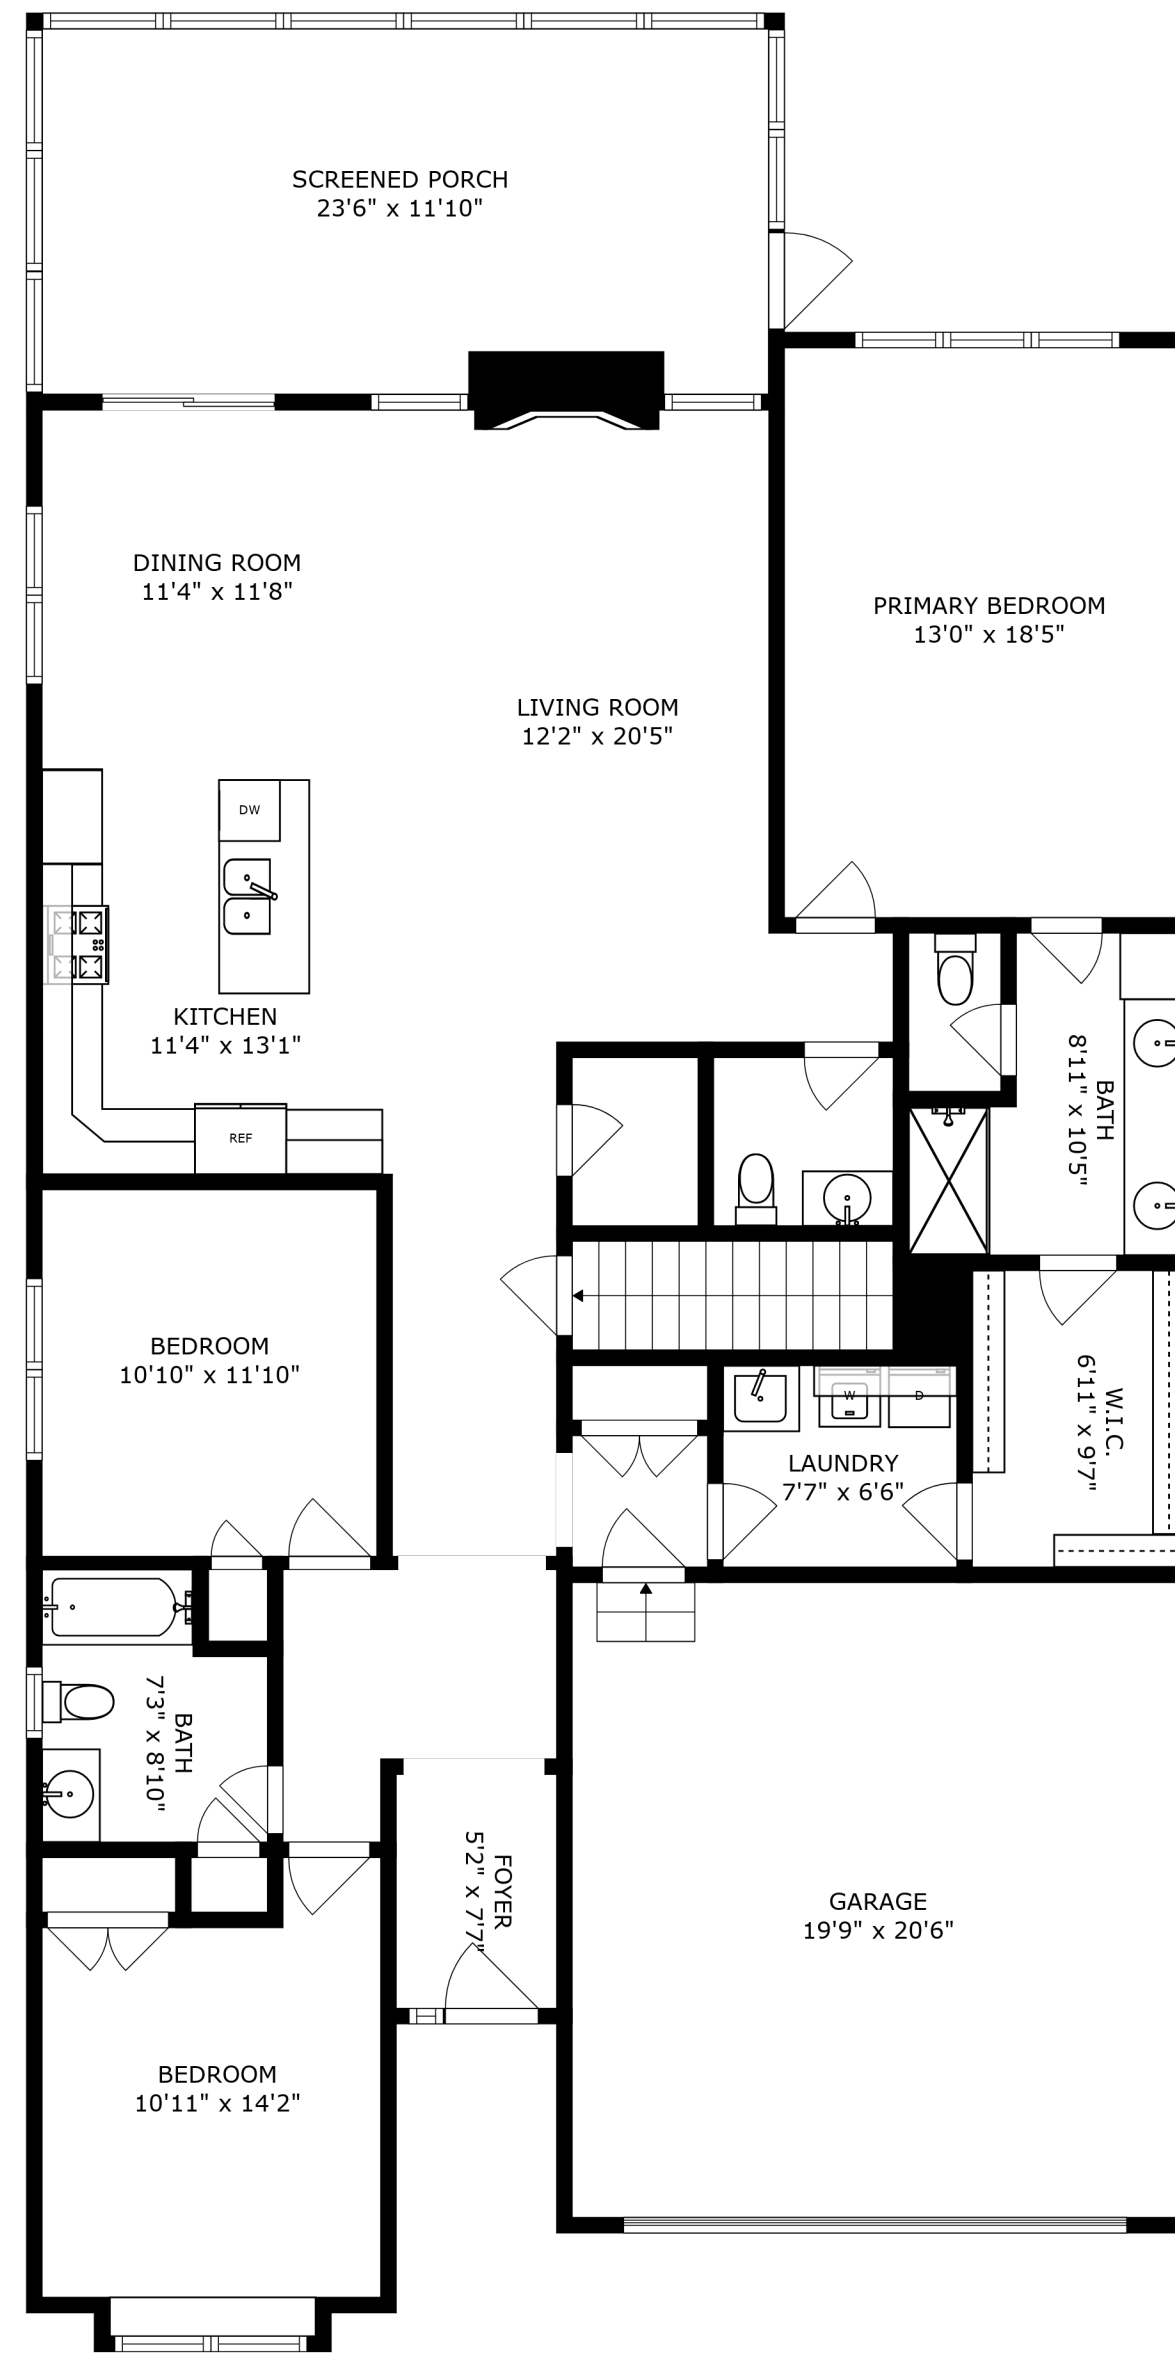 SCREENED PORCH
23'6" x 11'10"
DINING ROOM
11'4" x 11'8"
PRIMARY BEDROOM
13'0" x 18'5"
LIVING ROOM
12'2" x 20'5"
DW
KITCHEN
11'4" x 13'1"
BATH
8'11" x 10'5"
REF
BEDROOM
10'10" x 11'10"
W
D
W.I.C.
6'11" x 9'7"
LAUNDRY
7'7" x 6'6"
BATH
7'3" x 8'10"
FOYER
5'2" x 7'7"
GARAGE
19'9" x 20'6"
BEDROOM
10'11" x 14'2"